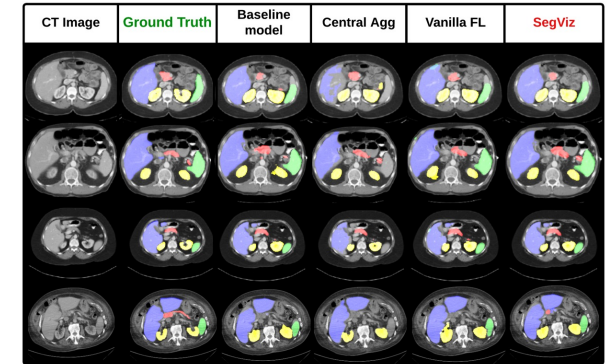 CT Image
Ground Truth
Baseline
model
Central Agg
Vanilla FL
SegViz